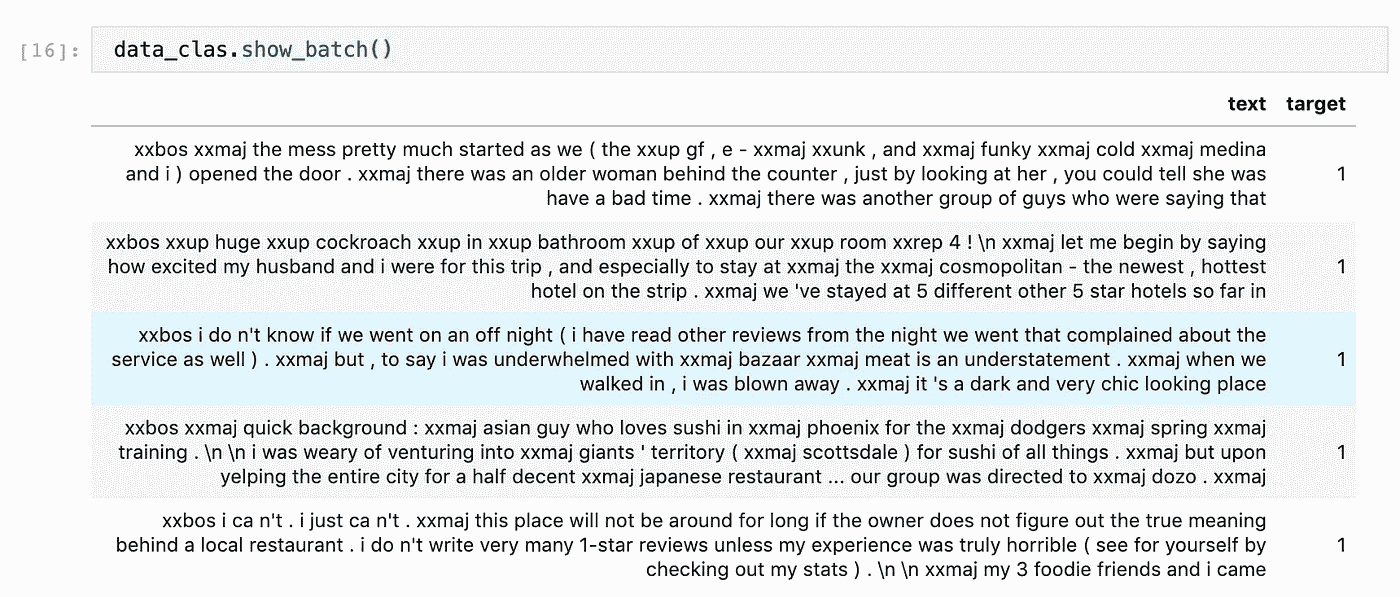 [16]: data_clas.show_batch()
text target
xxbos xxmaj the mess pretty much started as we ( the xxup gf , e - xxmaj xxunk , and xxmaj funky xxmaj cold xxmaj medina
and i ) opened the door . xxmaj there was an older woman behind the counter , just by looking at her , you could tell she was 1
have a bad time . xxmaj there was another group of guys who were saying that
xxbos xxup huge xxup cockroach xxup in xxup bathroom xxup of xxup our xxup room xxrep 4 ! \n xxmaj let me begin by saying
how excited my husband and i were for this trip , and especially to stay at xxmaj the xxmaj cosmopolitan - the newest , hottest 1
hotel on the strip . xxmaj we 've stayed at 5 different other 5 star hotels so far in
xxbos i do n't know if we went on an off night ( i have read other reviews from the night we went that complained about the
service as well ) . xxmaj but , to say i was underwhelmed with xxmaj bazaar xxmaj meat is an understatement . xxmaj when we 1
walked in , i was blown away . xxmaj it 's a dark and very chic looking place
xxbos xxmaj quick background : xxmaj asian guy who loves sushi in xxmaj phoenix for the xxmaj dodgers xxmaj spring xxmaj
training . \n \n i was weary of venturing into xxmaj giants ' territory ( xxmaj scottsdale ) for sushi of all things . xxmaj but upon 1
yelping the entire city for a half decent xxmaj japanese restaurant ... our group was directed to xxmaj dozo . xxmaj
xxbos i ca n't . i just ca n't . xxmaj this place will not be around for long if the owner does not figure out the true meaning
behind a local restaurant . i do n't write very many 1-star reviews unless my experience was truly horrible ( see for yourself by 1
checking out my stats ) . \n \n xxmaj my 3 foodie friends and i came